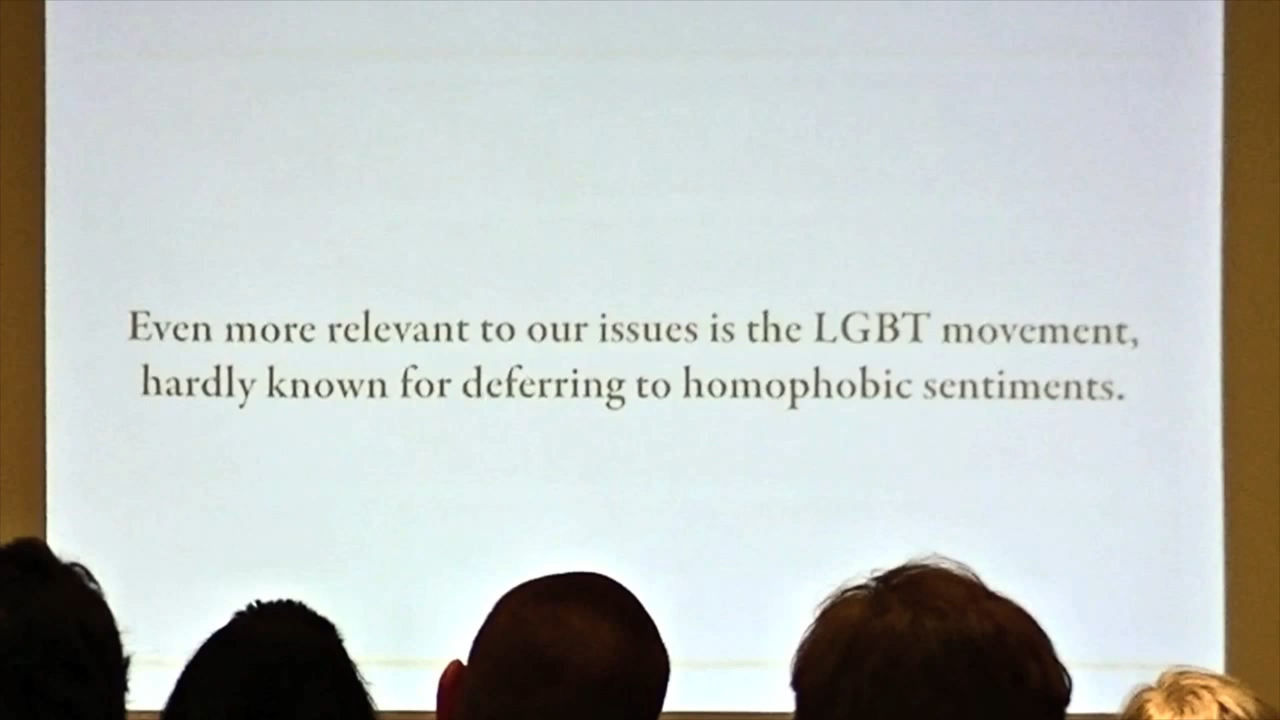 Even more relevant to our issues is the LGBT movement,
hardly known for deferring to homophobic sentiments.